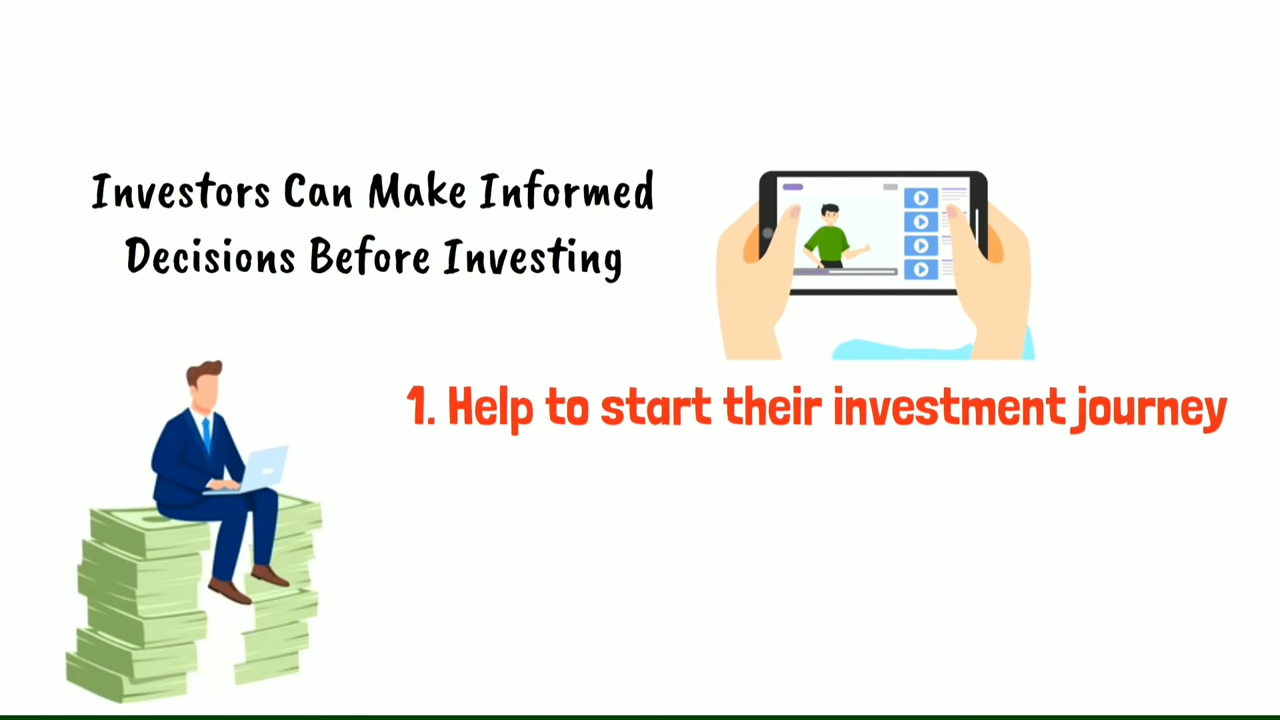 Investors Can Make Informed
Decisions Before Investing
1. Help to start their investment journey